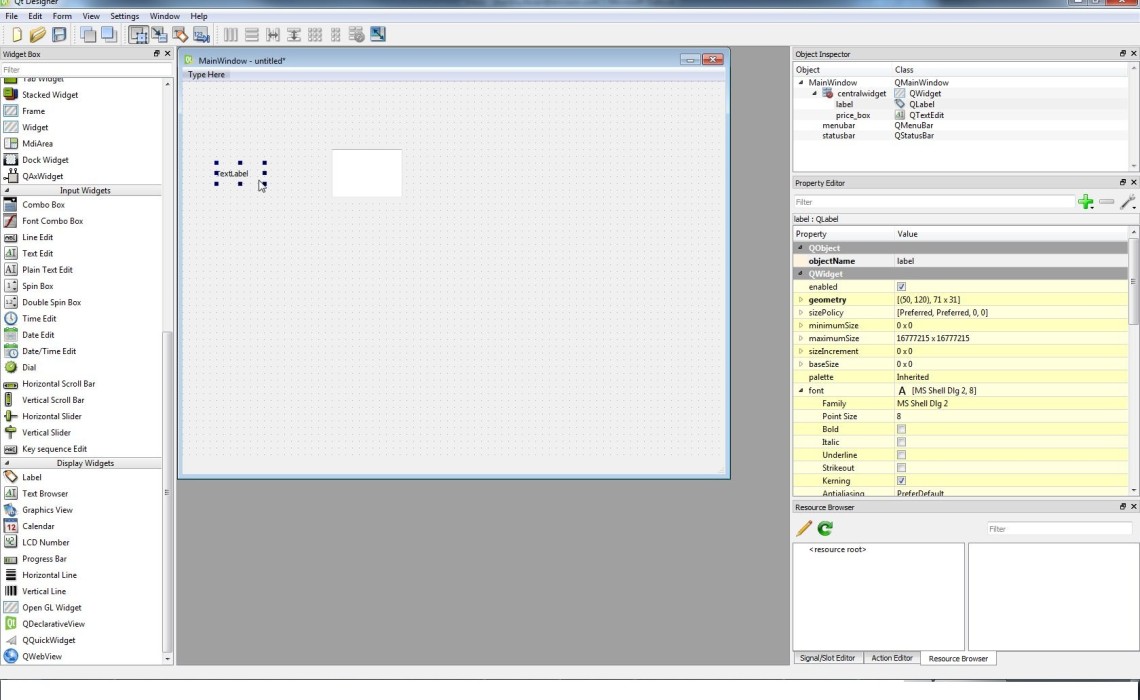 Qt Designer
File Edit Form View Settings Window Help
Widget Box
Filter
Tab Widget
Stacked Widget
Frame
Widget
MdiArea
Dock Widget
QAxWidget
Input Widgets
Combo Box
Font Combo Box
Line Edit
Text Edit
Plain Text Edit
Spin Box
Double Spin Box
Time Edit
Date Edit
Date/Time Edit
Dial
Horizontal Scroll Bar
Vertical Scroll Bar
Horizontal Slider
Vertical Slider
Key sequence Edit
Display Widgets
Label
Text Browser
Graphics View
Calendar
LCD Number
Progress Bar
Horizontal Line
Vertical Line
Open GL Widget
QDeclarativeView
QQuickWidget
QWebView
MainWindow - untitled*
Type Here
TextLabel
Object Inspector
Object Class
MainWindow QMainWindow
centralwidget QWidget
label QLabel
price_box QTextEdit
menubar QMenuBar
statusbar QStatusBar
Property Editor
Filter
label : QLabel
Property Value
QObject
objectName label
QWidget
enabled
geometry [(50, 120), 71 x 31]
sizePolicy [Preferred, Preferred, 0, 0]
minimumSize 0 x 0
maximumSize 16777215 x 16777215
sizeIncrement 0 x 0
baseSize 0 x 0
palette Inherited
font A [MS Shell Dlg 2, 8]
Family MS Shell Dlg 2
Point Size 8
Bold
Italic
Underline
Strikeout
Kerning
Antialiasing PreferDefault
Resource Browser
Filter
<resource root>
Signal/Slot Editor Action Editor Resource Browser